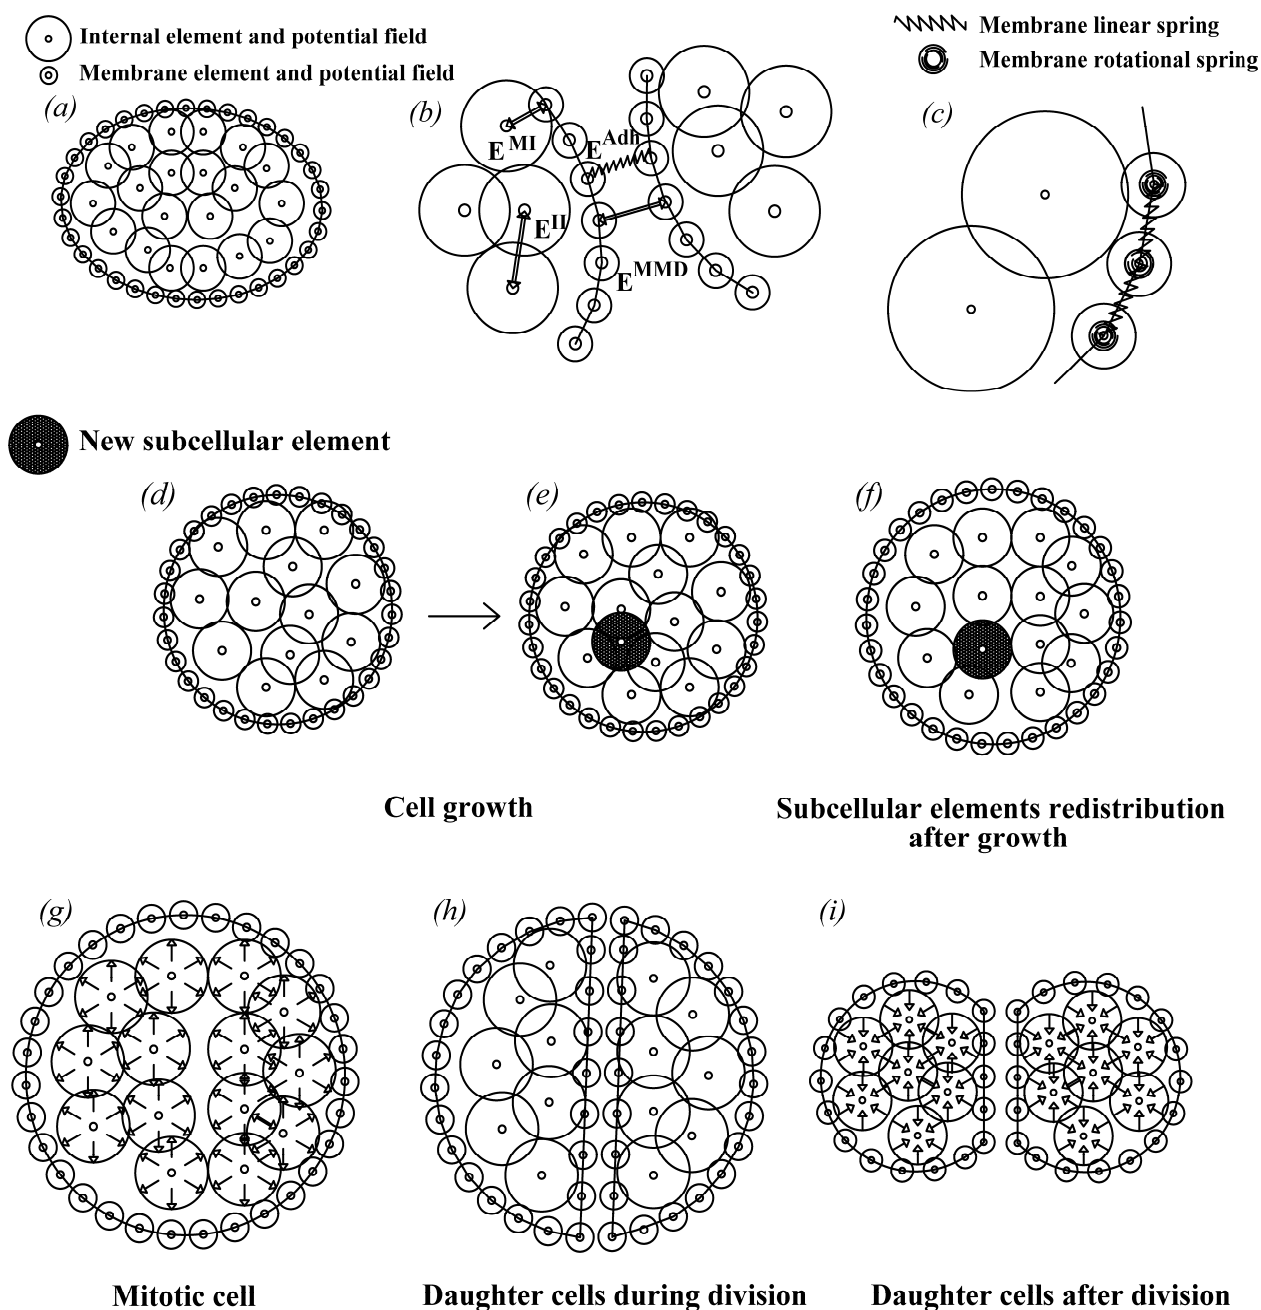 Internal element and potential field
Membrane element and potential field
Membrane linear spring
Membrane rotational spring
(a)
(b)
(c)
E^MI
E^Adh
E^II
E^MMD
New subcellular element
(d)
(e)
(f)
Cell growth
Subcellular elements redistribution
after growth
(g)
(h)
(i)
Mitotic cell
Daughter cells during division
Daughter cells after division